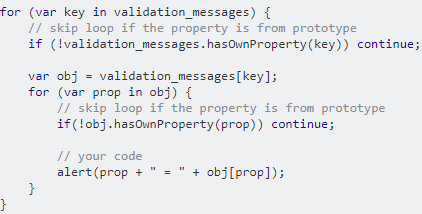 for (var key in validation_messages) {
    // skip loop if the property is from prototype
    if (!validation_messages.hasOwnProperty(key)) continue;

    var obj = validation_messages[key];
    for (var prop in obj) {
        // skip loop if the property is from prototype
        if(!obj.hasOwnProperty(prop)) continue;

        // your code
        alert(prop + " = " + obj[prop]);
    }
}